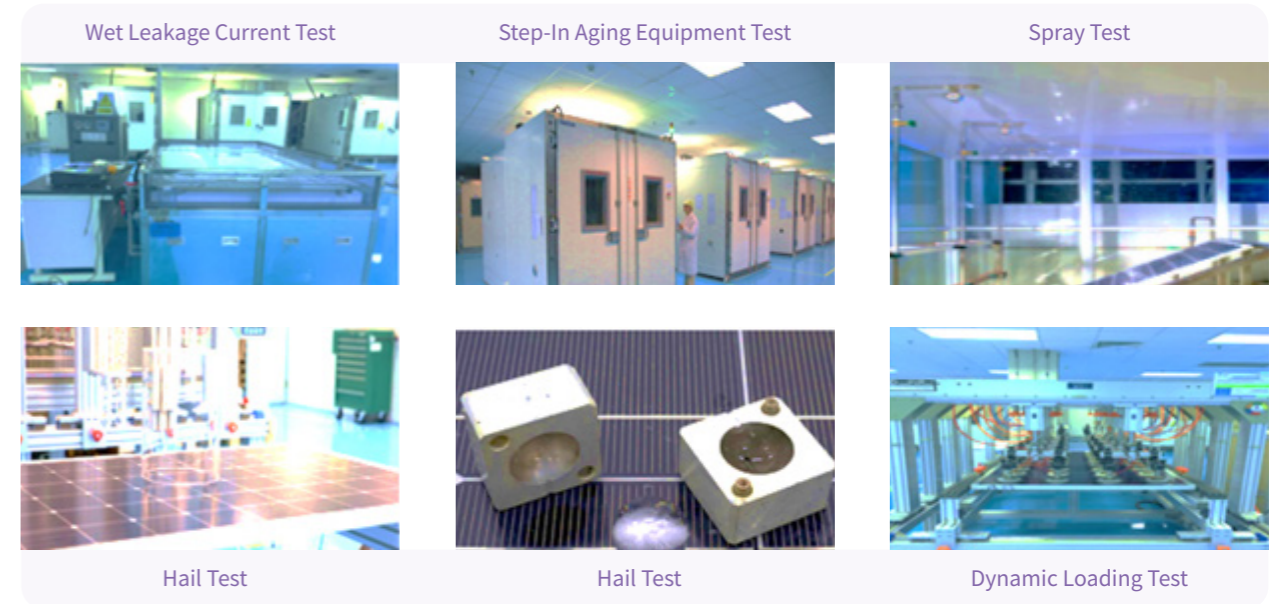 Wet Leakage Current Test
Step-In Aging Equipment Test
Spray Test
Hail Test
Hail Test
Dynamic Loading Test